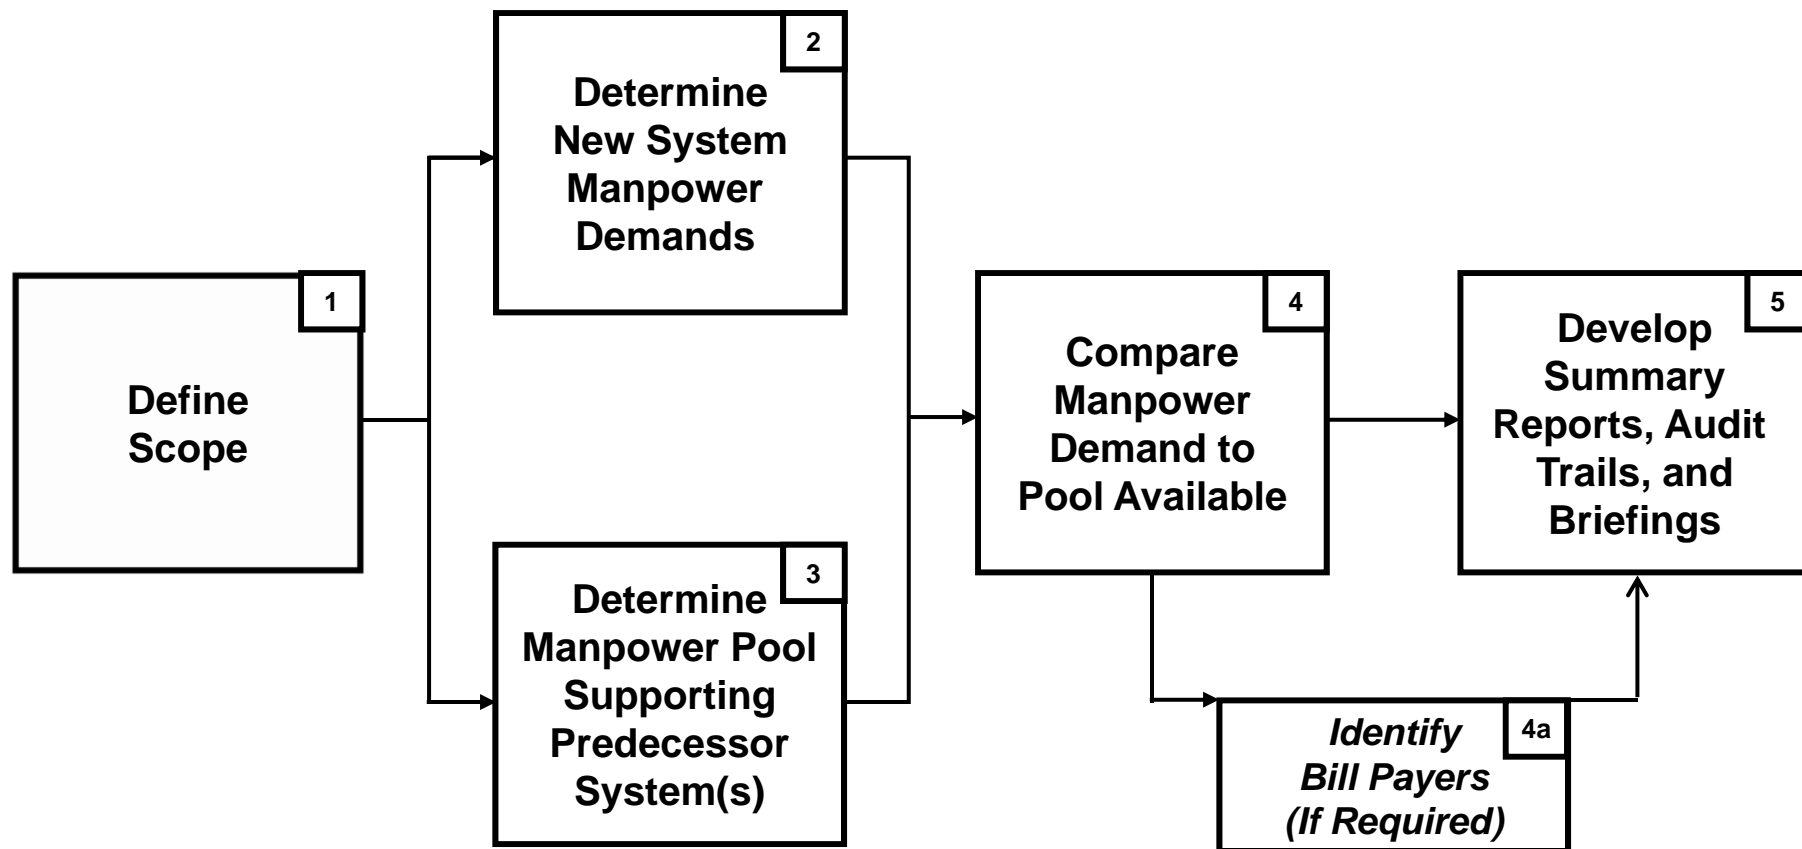 1
Define
Scope
2
Determine
New System
Manpower
Demands
3
Determine
Manpower Pool
Supporting
Predecessor
System(s)
4
Compare
Manpower
Demand to
Pool Available
4a
Identify
Bill Payers
(If Required)
5
Develop
Summary
Reports, Audit
Trails, and
Briefings